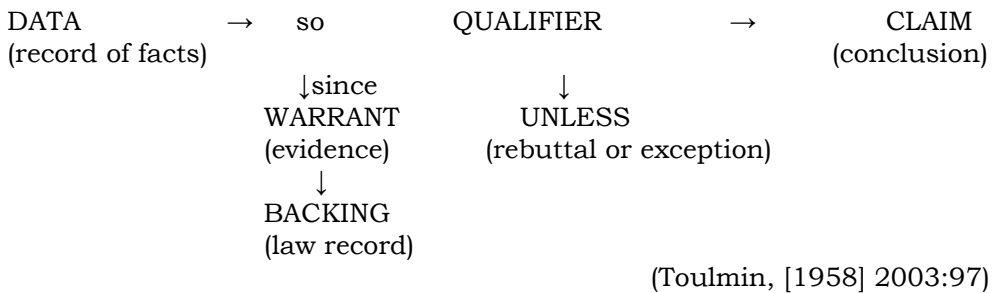 DATA → so QUALIFIER → CLAIM
(record of facts) (conclusion)
↓since ↓
WARRANT UNLESS
(evidence) (rebuttal or exception)
↓
BACKING
(law record)
(Toulmin, [1958] 2003:97)